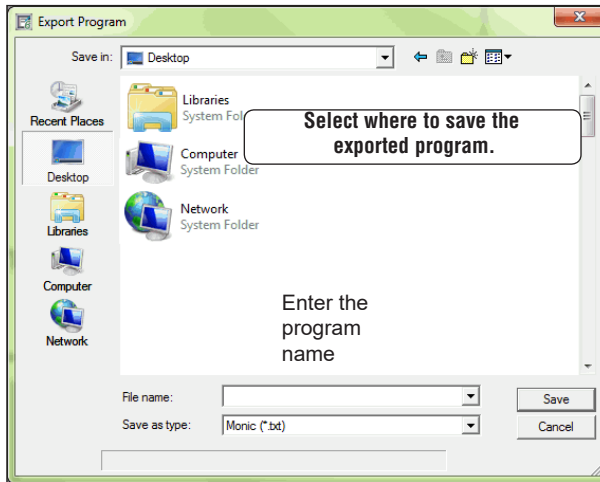 Export Program
x
Save in:
Desktop
Recent Places
Desktop
Libraries
Computer
Network
Libraries
System Fol
Computer
System Folder
Network
System Folder
Select where to save the
exported program.
Enter the
program
name
File name:
Save
Save as type:
Monic (*.txt)
Cancel